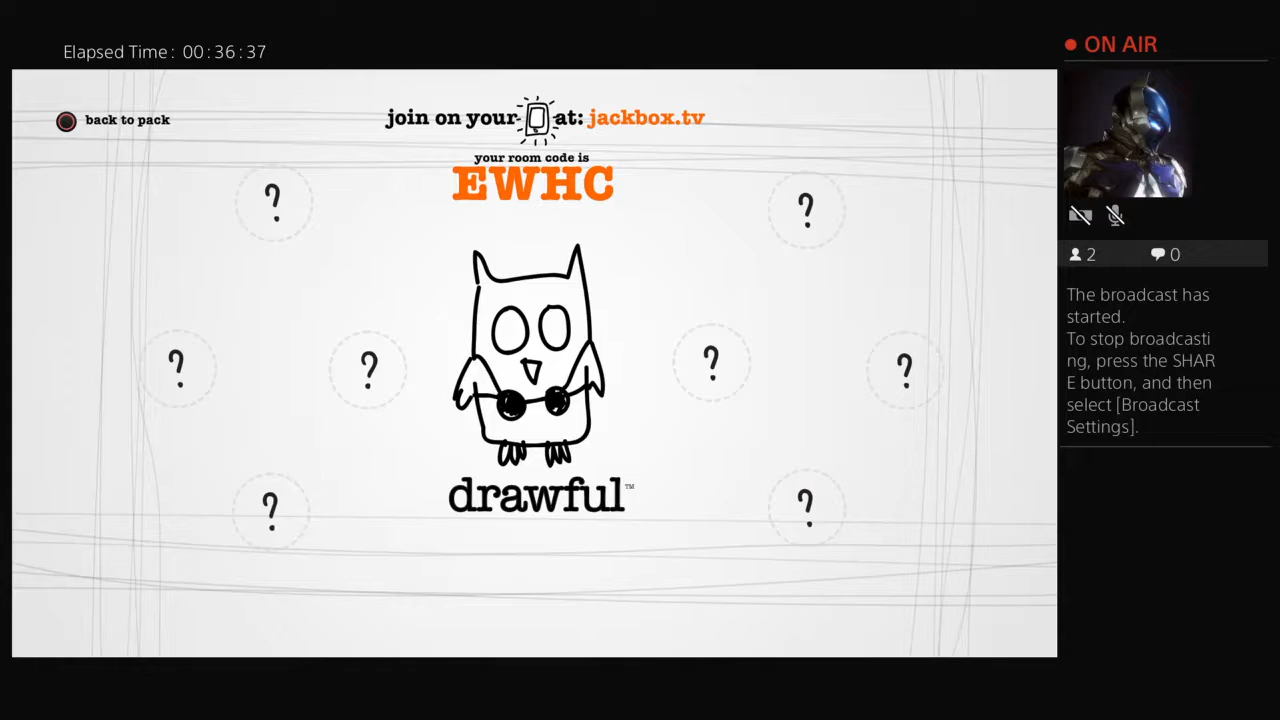 Elapsed Time: 00:36:37
ON AIR
back to pack
join on your at: jackbox.tv
your room code is
EWHC
? ?
? ? ? ?
? ?
drawful™
2 0
The broadcast has
started.
To stop broadcasti
ng, press the SHAR
E button, and then
select [Broadcast
Settings].